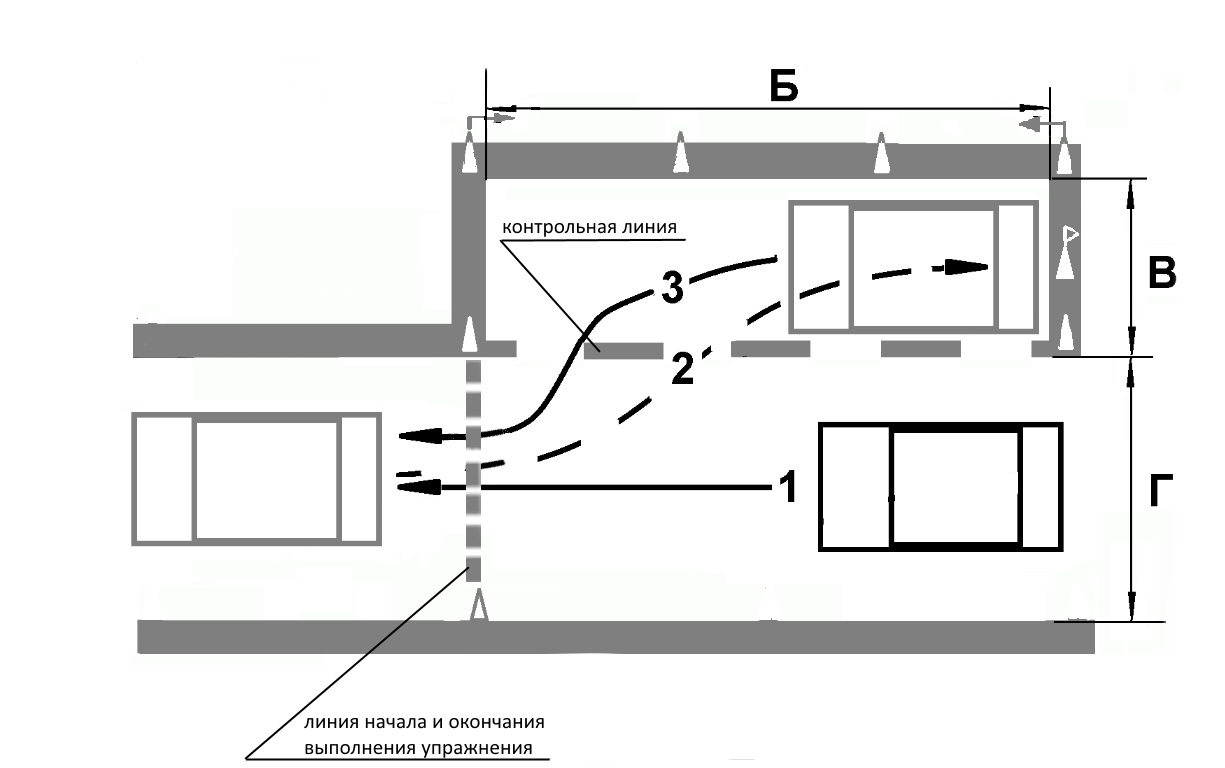 Б
контрольная линия
В
3
2
1
Г
линия начала и окончания
выполнения упражнения